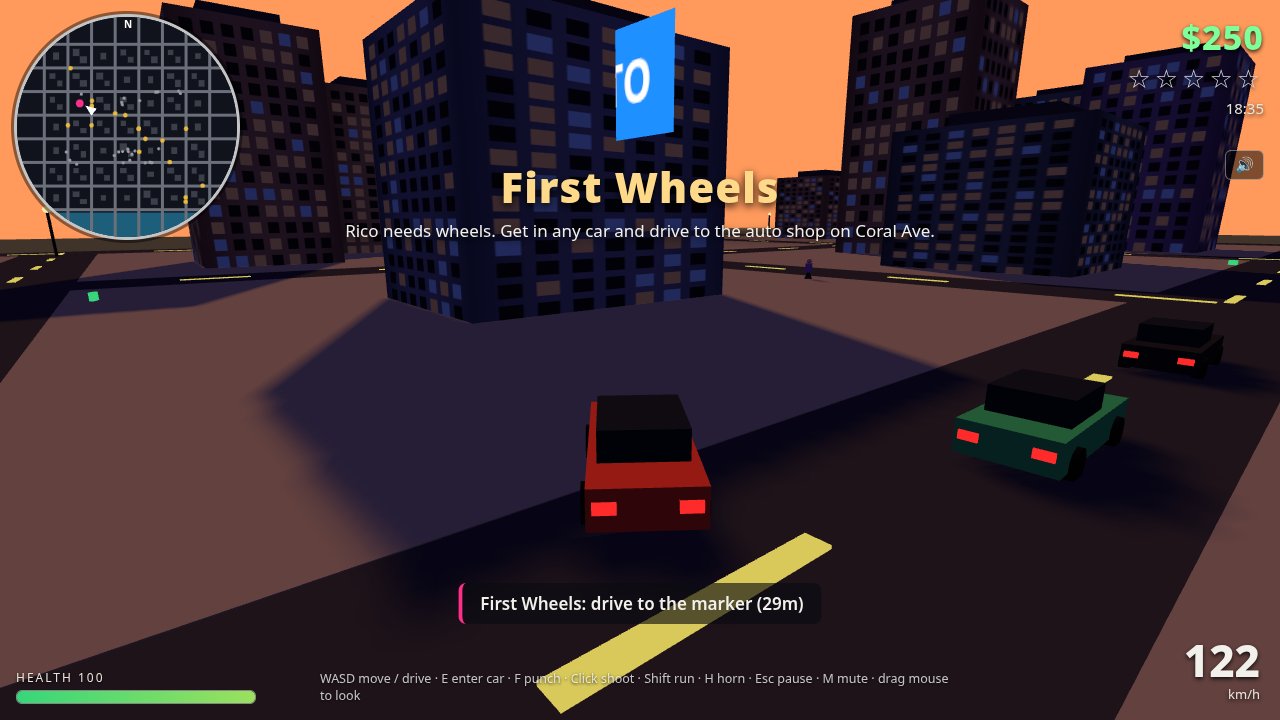 N
$250
18:35
TO
First Wheels
Rico needs wheels. Get in any car and drive to the auto shop on Coral Ave.
First Wheels: drive to the marker (29m)
HEALTH 100
WASD move / drive · E enter car · F punch · Click shoot · Shift run · H horn · Esc pause · M mute · drag mouse
to look
122
km/h